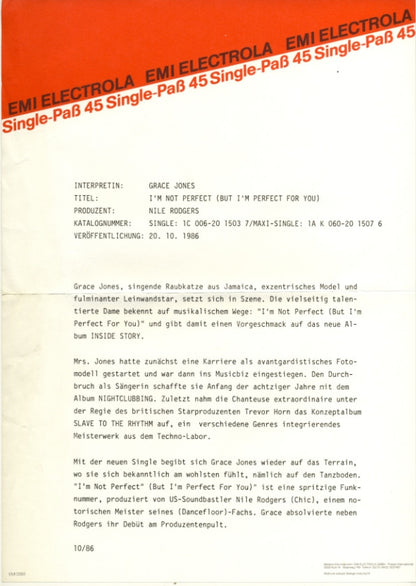 EMI ELECTROLA EMI ELECTROLA EMI ELECTROLA
Single-Paß 45 Single-Paß 45 Single-Paß 45 Single-Paß 45
INTERPRETIN: GRACE JONES
TITEL: I'M NOT PERFECT (BUT I'M PERFECT FOR YOU)
PRODUZENT: NILE RODGERS
KATALOGNUMMER: SINGLE: 1C 006-20 1503 7/MAXI-SINGLE: 1A K 060-20 1507 6
VERÖFFENTLICHUNG: 20. 10. 1986
Grace Jones, singende Raubkatze aus Jamaica, exzentrisches Model und
fulminanter Leinwandstar, setzt sich in Szene. Die vielseitig talen-
tierte Dame bekennt auf musikalischem Wege: "I'm Not Perfect (But I'm
Perfect For You)" und gibt damit einen Vorgeschmack auf das neue Al-
bum INSIDE STORY.
Mrs. Jones hatte zunächst eine Karriere als avantgardistisches Foto-
modell gestartet und war dann ins Musicbiz eingestiegen. Den Durch-
bruch als Sängerin schaffte sie Anfang der achtziger Jahre mit dem
Album NIGHTCLUBBING. Zuletzt nahm die Chanteuse extraordinaire unter
der Regie des britischen Starproduzenten Trevor Horn das Konzeptalbum
SLAVE TO THE RHYTHM auf, ein verschiedene Genres integrierendes
Meisterwerk aus dem Techno-Labor.
Mit der neuen Single begibt sich Grace Jones wieder auf das Terrain,
wo sie sich bekanntlich am wohlsten fühlt, nämlich auf den Tanzboden.
"I'm Not Perfect" (But I'm Perfect For You)" ist eine spritzige Funk-
nummer, produziert von US-Soundbastler Nile Rodgers (Chic), einem no-
torischen Meister seines (Dancefloor)-Fachs. Grace absolvierte neben
Rodgers ihr Debüt am Produzentenpult.
10/86